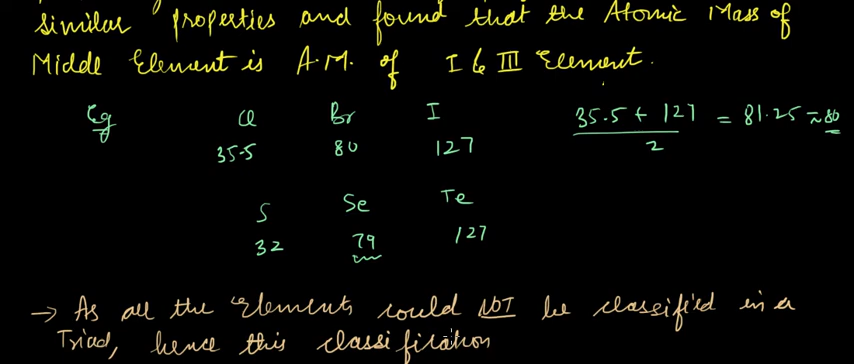 similar properties and found that the Atomic Mass of
Middle Element is A.M. of I & III Element.
Eg Cl Br I 35.5 + 127 / 2 = 81.25 ≈ 80
35.5 80 127
S Se Te
32 79 127
→ As all the Elements could NOT be classified in a
Triad, hence this classification